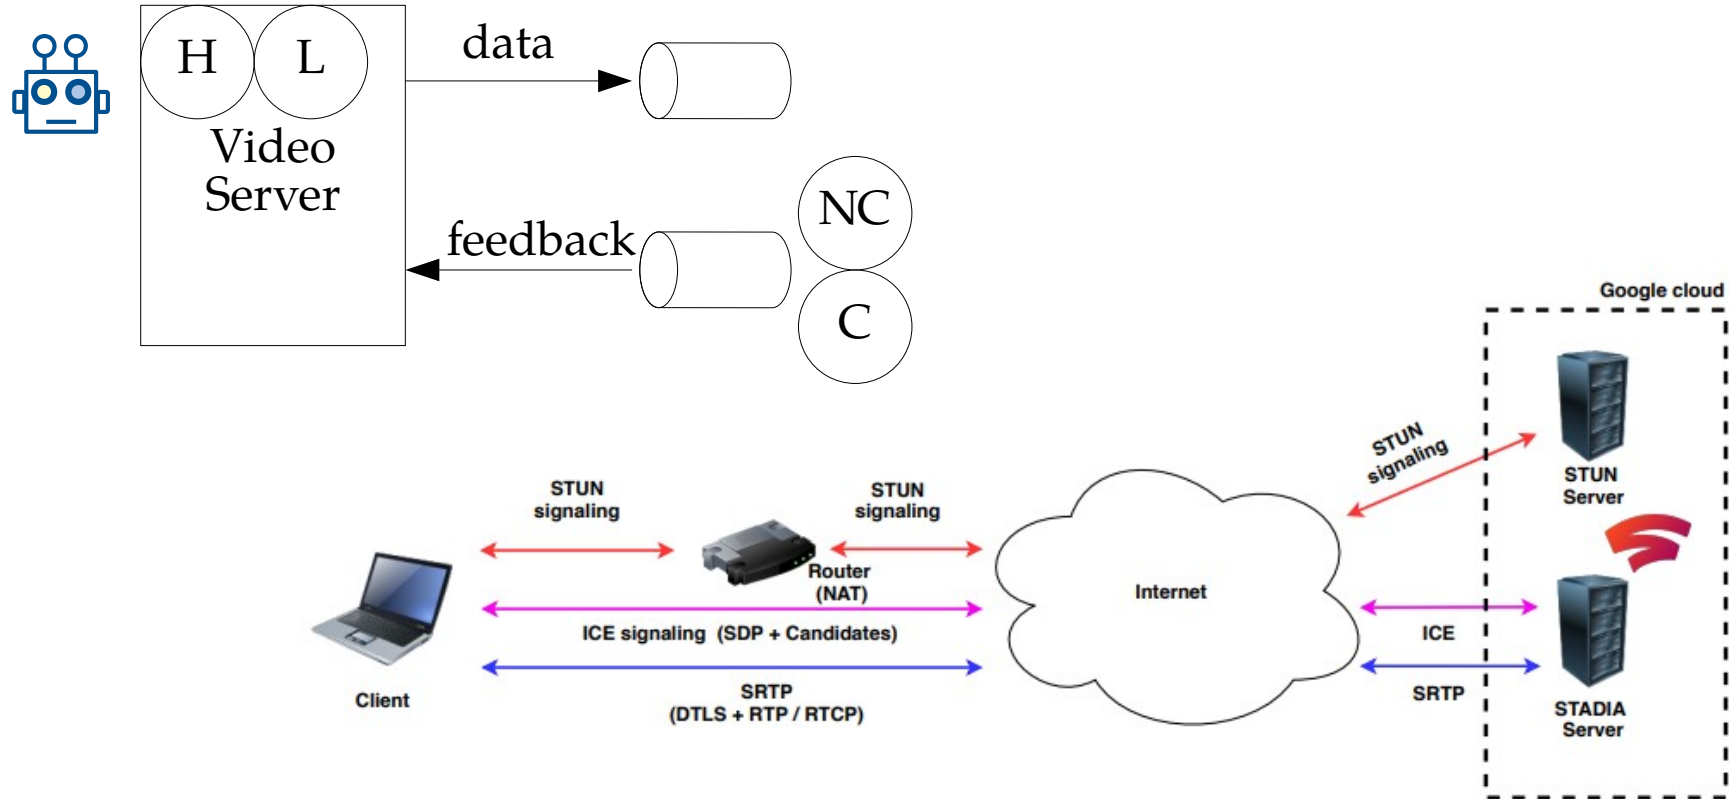 H
L
data
Video
Server
NC
feedback
C
Google cloud
STUN
signaling
STUN
Server
STUN
signaling
STUN
signaling
Router
(NAT)
Internet
ICE signaling (SDP + Candidates)
ICE
SRTP
(DTLS + RTP / RTCP)
SRTP
Client
STADIA
Server